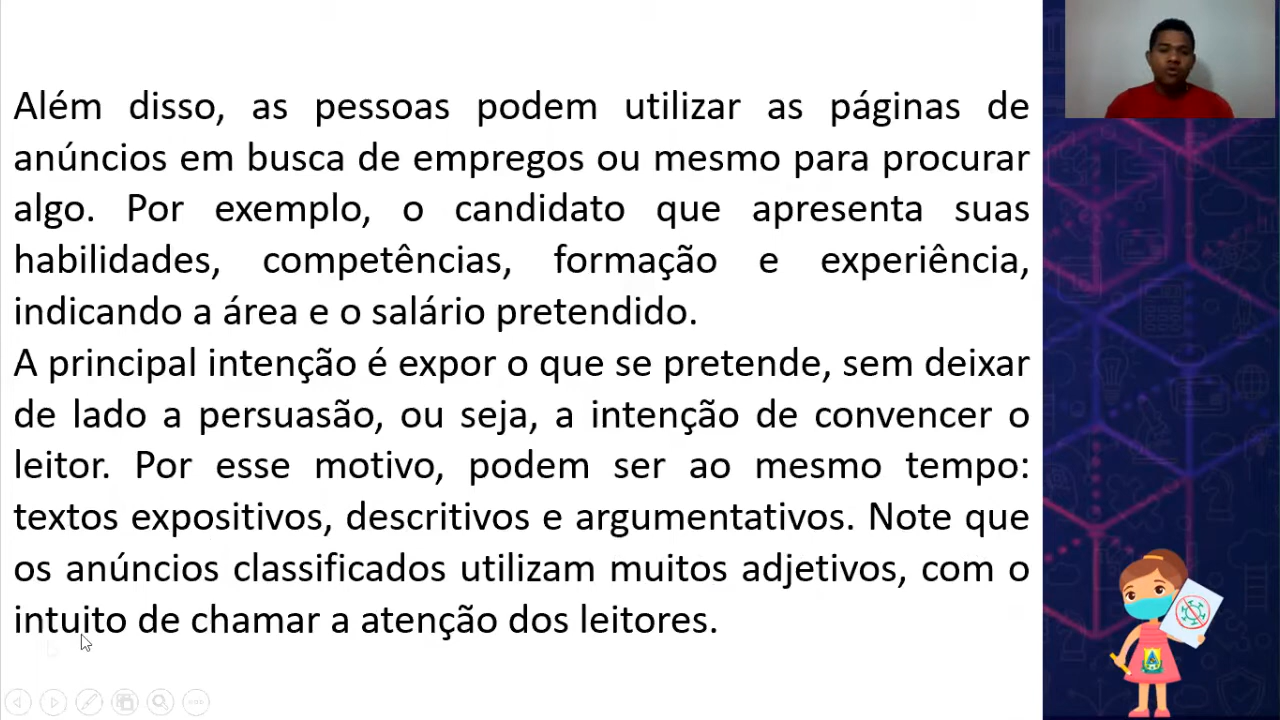 Além disso, as pessoas podem utilizar as páginas de
anúncios em busca de empregos ou mesmo para procurar
algo. Por exemplo, o candidato que apresenta suas
habilidades, competências, formação e experiência,
indicando a área e o salário pretendido.
A principal intenção é expor o que se pretende, sem deixar
de lado a persuasão, ou seja, a intenção de convencer o
leitor. Por esse motivo, podem ser ao mesmo tempo:
textos expositivos, descritivos e argumentativos. Note que
os anúncios classificados utilizam muitos adjetivos, com o
intuito de chamar a atenção dos leitores.